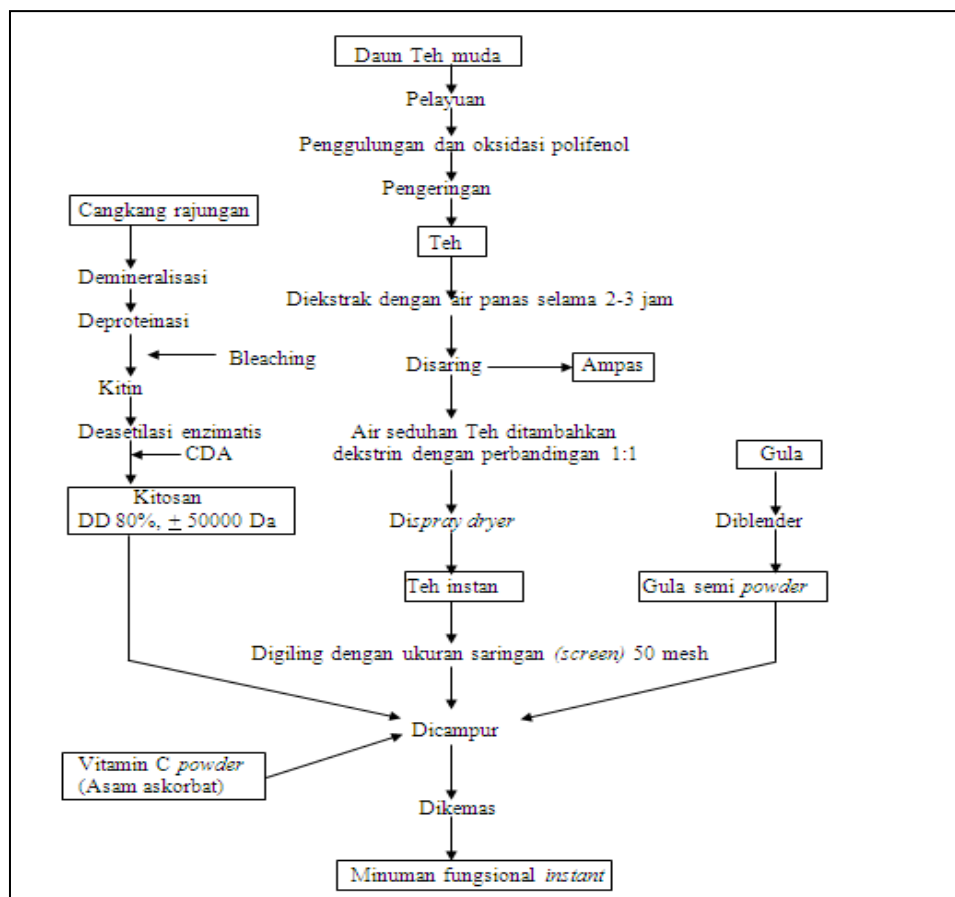 Daun Teh muda
Pelayuan
Penggulungan dan oksidasi polifenol
Pengeringan
Teh
Diekstrak dengan air panas selama 2-3 jam
Disaring
Ampas
Air seduhan Teh ditambahkan
dekstrin dengan perbandingan 1:1
Dispray dryer
Teh instan
Digiling dengan ukuran saringan (screen) 50 mesh
Cangkang rajungan
Demineralisasi
Deproteinasi
Bleaching
Kitin
Deasetilasi enzimatis
CDA
Kitosan
DD 80%, ± 50000 Da
Gula
Diblender
Gula semi powder
Dicampur
Vitamin C powder
(Asam askorbat)
Dikemas
Minuman fungsional instant